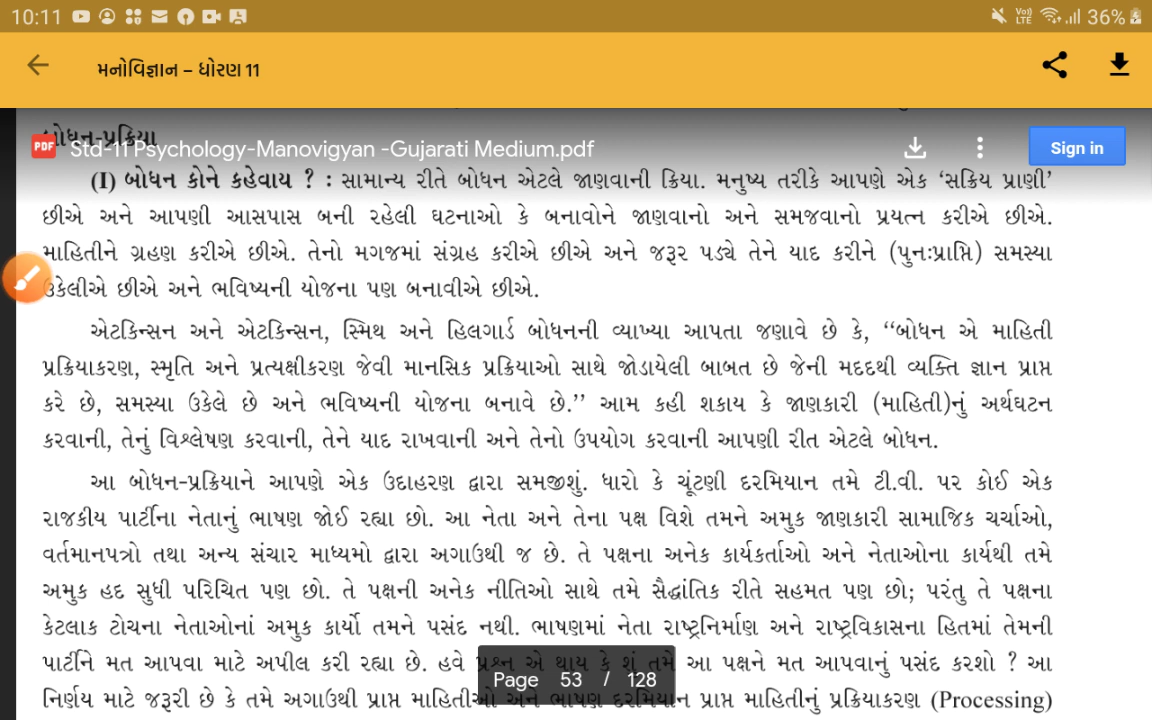 10:11 Vo)) LTE 36%
મનોવિજ્ઞાન – ધોરણ 11
બોધન-પ્રક્રિયા
PDF Std-11 Psychology-Manovigyan -Gujarati Medium.pdf Sign in
(I) બોધન કોને કહેવાય ? : સામાન્ય રીતે બોધન એટલે જાણવાની ક્રિયા. મનુષ્ય તરીકે આપણે એક ‘સક્રિય પ્રાણી’
છીએ અને આપણી આસપાસ બની રહેલી ઘટનાઓ કે બનાવોને જાણવાનો અને સમજવાનો પ્રયત્ન કરીએ છીએ.
માહિતીને ગ્રહણ કરીએ છીએ. તેનો મગજમાં સંગ્રહ કરીએ છીએ અને જરૂર પડ્યે તેને યાદ કરીને (પુનઃપ્રાપ્તિ) સમસ્યા
ઉકેલીએ છીએ અને ભવિષ્યની યોજના પણ બનાવીએ છીએ.
એટકિન્સન અને એટકિન્સન, સ્મિથ અને હિલગાર્ડ બોધનની વ્યાખ્યા આપતા જણાવે છે કે, ‘‘બોધન એ માહિતી
પ્રક્રિયાકરણ, સ્મૃતિ અને પ્રત્યક્ષીકરણ જેવી માનસિક પ્રક્રિયાઓ સાથે જોડાયેલી બાબત છે જેની મદદથી વ્યક્તિ જ્ઞાન પ્રાપ્ત
કરે છે, સમસ્યા ઉકેલે છે અને ભવિષ્યની યોજના બનાવે છે.’’ આમ કહી શકાય કે જાણકારી (માહિતી)નું અર્થઘટન
કરવાની, તેનું વિશ્લેષણ કરવાની, તેને યાદ રાખવાની અને તેનો ઉપયોગ કરવાની આપણી રીત એટલે બોધન.
આ બોધન-પ્રક્રિયાને આપણે એક ઉદાહરણ દ્વારા સમજીશું. ધારો કે ચૂંટણી દરમિયાન તમે ટી.વી. પર કોઈ એક
રાજકીય પાર્ટીના નેતાનું ભાષણ જોઈ રહ્યા છો. આ નેતા અને તેના પક્ષ વિશે તમને અમુક જાણકારી સામાજિક ચર્ચાઓ,
વર્તમાનપત્રો તથા અન્ય સંચાર માધ્યમો દ્વારા અગાઉથી જ છે. તે પક્ષના અનેક કાર્યકર્તાઓ અને નેતાઓના કાર્યથી તમે
અમુક હદ સુધી પરિચિત પણ છો. તે પક્ષની અનેક નીતિઓ સાથે તમે સૈદ્ધાંતિક રીતે સહમત પણ છો; પરંતુ તે પક્ષના
કેટલાક ટોચના નેતાઓનાં અમુક કાર્યો તમને પસંદ નથી. ભાષણમાં નેતા રાષ્ટ્રનિર્માણ અને રાષ્ટ્રવિકાસના હિતમાં તેમની
પાર્ટીને મત આપવા માટે અપીલ કરી રહ્યા છે. હવે પ્રશ્ન એ થાય કે શું તમે આ પક્ષને મત આપવાનું પસંદ કરશો ? આ
Page 53 / 128
નિર્ણય માટે જરૂરી છે કે તમે અગાઉથી પ્રાપ્ત માહિતીઓ અને ભાષણ દરમિયાન પ્રાપ્ત માહિતીનું પ્રક્રિયાકરણ (Processing)